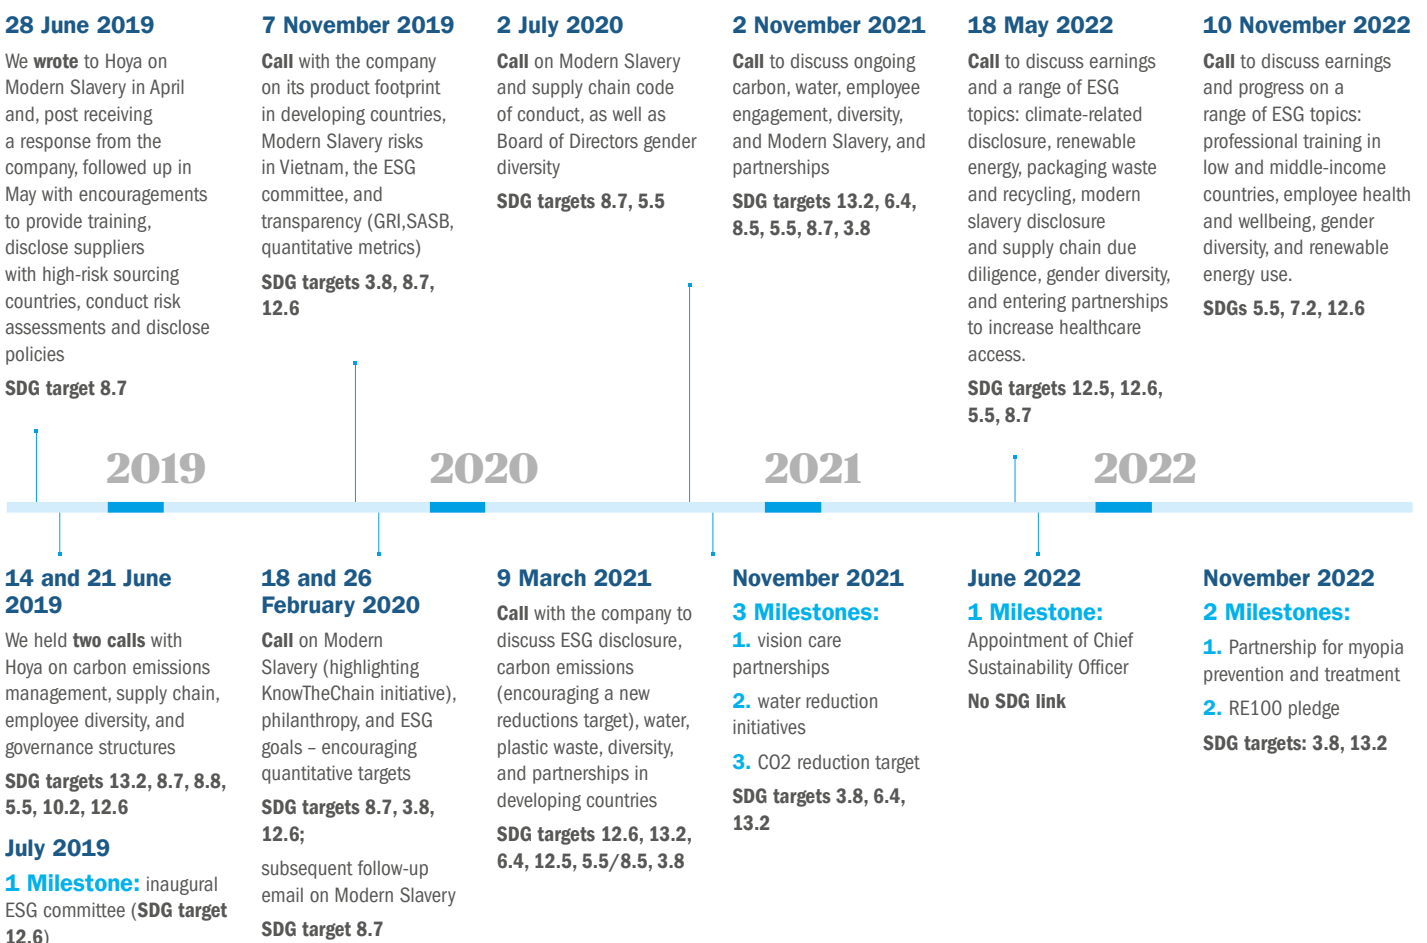 28 June 2019
We wrote to Hoya on
Modern Slavery in April
and, post receiving
a response from the
company, followed up in
May with encouragements
to provide training,
disclose suppliers
with high-risk sourcing
countries, conduct risk
assessments and disclose
policies
SDG target 8.7
7 November 2019
Call with the company
on its product footprint
in developing countries,
Modern Slavery risks
in Vietnam, the ESG
committee, and
transparency (GRI,SASB,
quantitative metrics)
SDG targets 3.8, 8.7,
12.6
2 July 2020
Call on Modern Slavery
and supply chain code
of conduct, as well as
Board of Directors gender
diversity
SDG targets 8.7, 5.5
2 November 2021
Call to discuss ongoing
carbon, water, employee
engagement, diversity,
and Modern Slavery, and
partnerships
SDG targets 13.2, 6.4,
8.5, 5.5, 8.7, 3.8
18 May 2022
Call to discuss earnings
and a range of ESG
topics: climate-related
disclosure, renewable
energy, packaging waste
and recycling, modern
slavery disclosure
and supply chain due
diligence, gender diversity,
and entering partnerships
to increase healthcare
access.
SDG targets 12.5, 12.6,
5.5, 8.7
10 November 2022
Call to discuss earnings
and progress on a
range of ESG topics:
professional training in
low and middle-income
countries, employee health
and wellbeing, gender
diversity, and renewable
energy use.
SDGs 5.5, 7.2, 12.6
2019
2020
2021
2022
14 and 21 June
2019
We held two calls with
Hoya on carbon emissions
management, supply chain,
employee diversity, and
governance structures
SDG targets 13.2, 8.7, 8.8,
5.5, 10.2, 12.6
July 2019
1 Milestone: inaugural
ESG committee (SDG target
12.6)
18 and 26
February 2020
Call on Modern
Slavery (highlighting
KnowTheChain initiative),
philanthropy, and ESG
goals – encouraging
quantitative targets
SDG targets 8.7, 3.8,
12.6;
subsequent follow-up
email on Modern Slavery
SDG target 8.7
9 March 2021
Call with the company to
discuss ESG disclosure,
carbon emissions
(encouraging a new
reductions target), water,
plastic waste, diversity,
and partnerships in
developing countries
SDG targets 12.6, 13.2,
6.4, 12.5, 5.5/8.5, 3.8
November 2021
3 Milestones:
1. vision care
partnerships
2. water reduction
initiatives
3. CO2 reduction target
SDG targets 3.8, 6.4,
13.2
June 2022
1 Milestone:
Appointment of Chief
Sustainability Officer
No SDG link
November 2022
2 Milestones:
1. Partnership for myopia
prevention and treatment
2. RE100 pledge
SDG targets: 3.8, 13.2